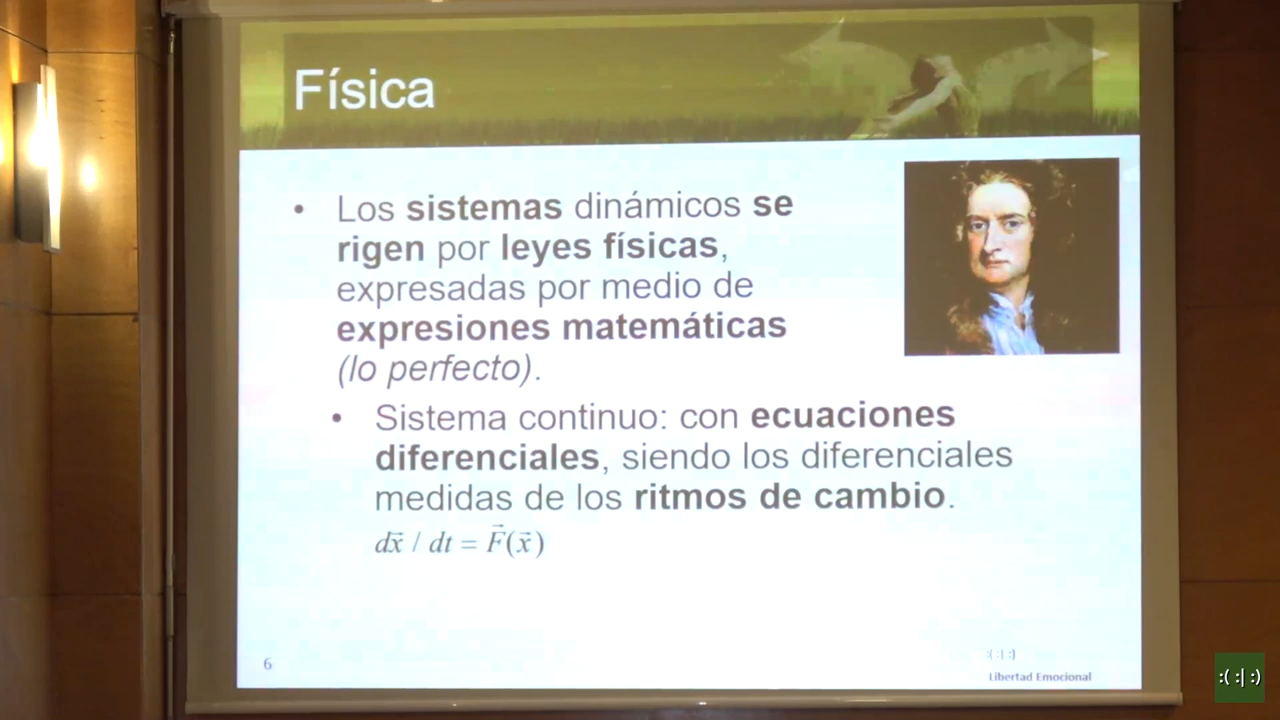 Física
• Los sistemas dinámicos se
rigen por leyes físicas,
expresadas por medio de
expresiones matemáticas
(lo perfecto).
• Sistema continuo: con ecuaciones
diferenciales, siendo los diferenciales
medidas de los ritmos de cambio.
dx⃗ / dt = F⃗(x⃗)
6
:( :| :)
Libertad Emocional
:( :| :)